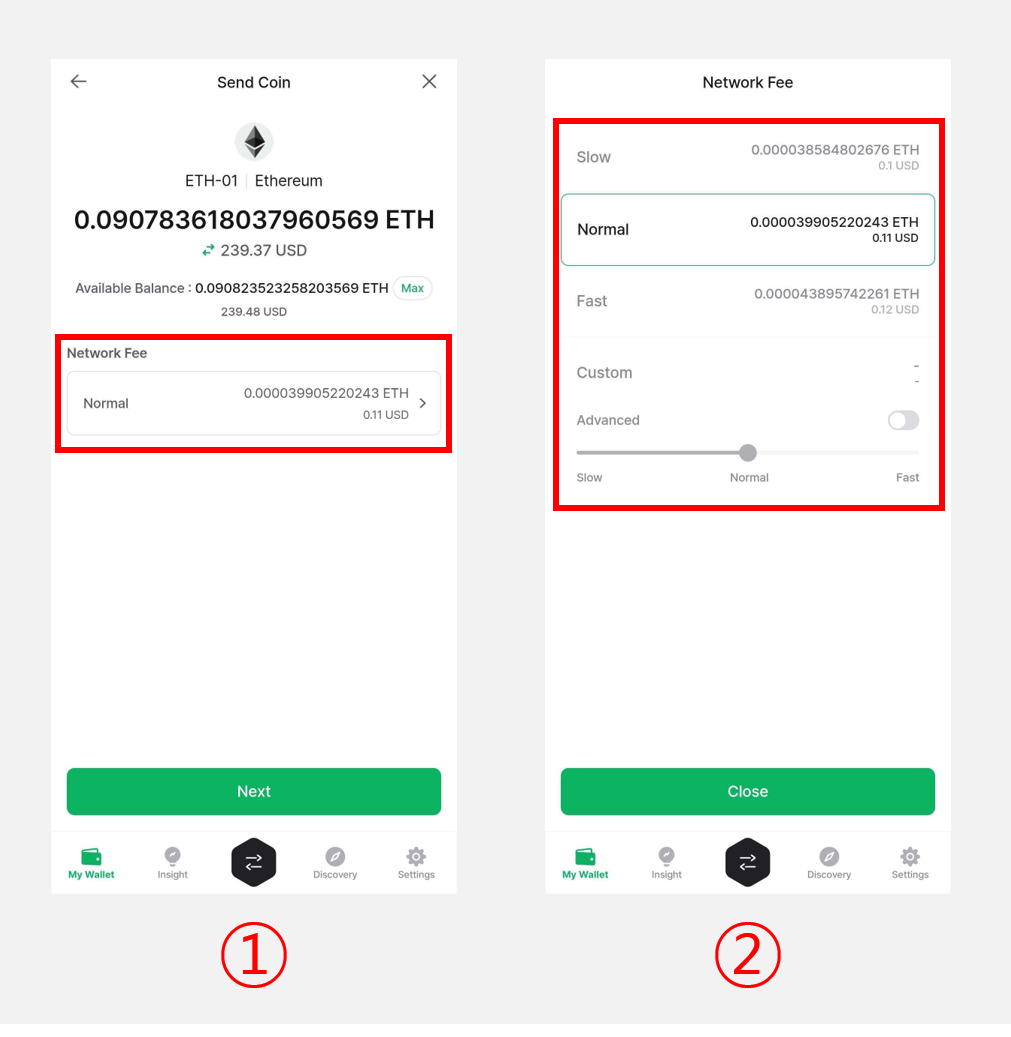 Send Coin
ETH-01 Ethereum
0.090783618037960569 ETH
239.37 USD
Available Balance : 0.090823523258203569 ETH Max
239.48 USD
Network Fee
Normal 0.000039905220243 ETH
0.11 USD
Next
My Wallet Insight Discovery Settings
①
Network Fee
Slow 0.000038584802676 ETH
0.1 USD
Normal 0.000039905220243 ETH
0.11 USD
Fast 0.000043895742261 ETH
0.12 USD
Custom -
-
Advanced
Slow Normal Fast
Close
My Wallet Insight Discovery Settings
②